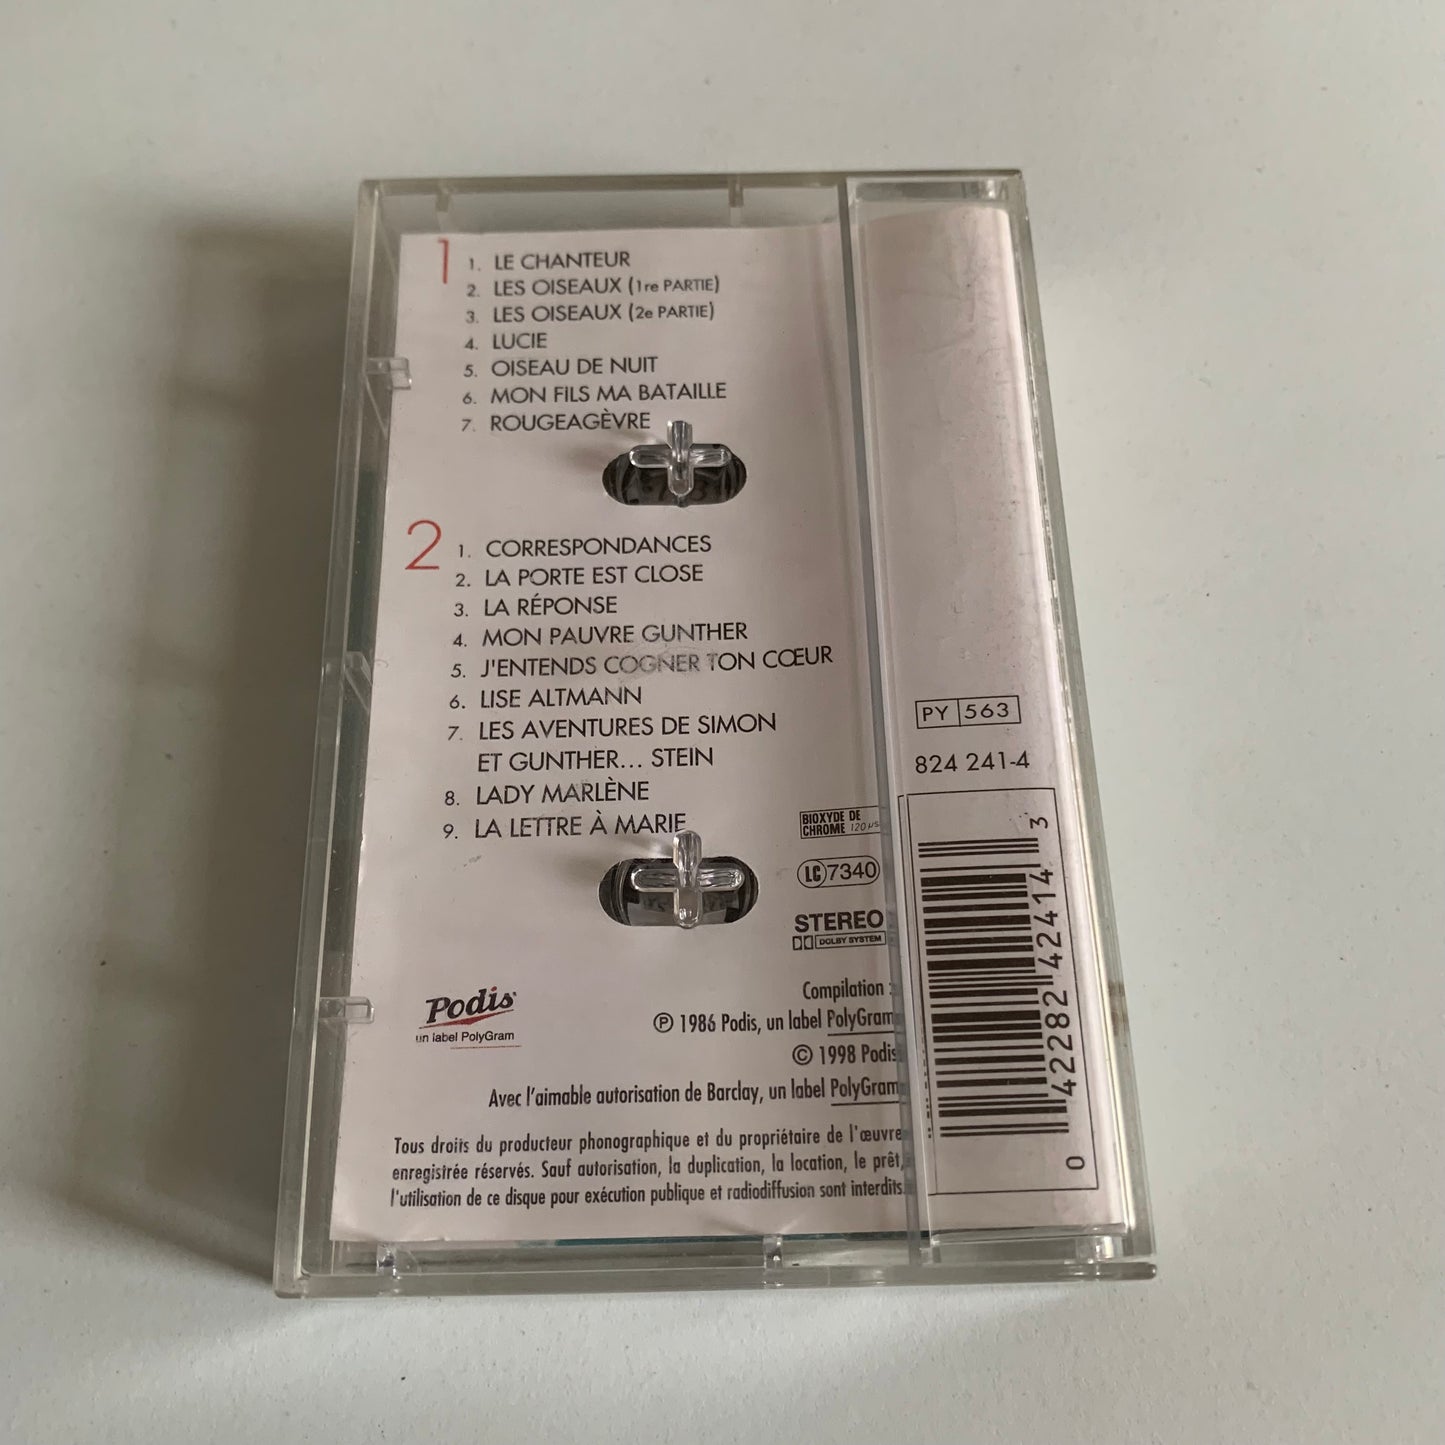 1
1. LE CHANTEUR
2. LES OISEAUX (1re PARTIE)
3. LES OISEAUX (2e PARTIE)
4. LUCIE
5. OISEAU DE NUIT
6. MON FILS MA BATAILLE
7. ROUGEAGÈVRE
2
1. CORRESPONDANCES
2. LA PORTE EST CLOSE
3. LA RÉPONSE
4. MON PAUVRE GUNTHER
5. J'ENTENDS COGNER TON CŒUR
6. LISE ALTMANN
7. LES AVENTURES DE SIMON
ET GUNTHER... STEIN
8. LADY MARLÈNE
9. LA LETTRE À MARIE
BIOXYDE DE
CHROME 120 µs
LC 7340
STEREO
DOLBY SYSTEM
Podis
un label PolyGram
Compilation :
℗ 1986 Podis, un label PolyGram
© 1998 Podis
Avec l'aimable autorisation de Barclay, un label PolyGram
Tous droits du producteur phonographique et du propriétaire de l'œuvre
enregistrée réservés. Sauf autorisation, la duplication, la location, le prêt,
l'utilisation de ce disque pour exécution publique et radiodiffusion sont interdits.
PY 563
824 241-4
0 42282 42414 3